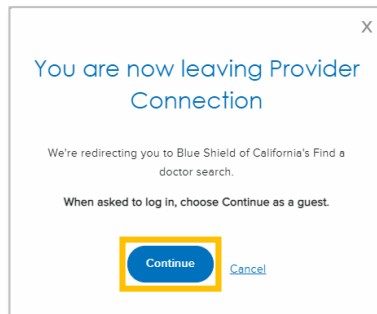 X
You are now leaving Provider
Connection
We're redirecting you to Blue Shield of California's Find a
doctor search.
When asked to log in, choose Continue as a guest.
Continue Cancel